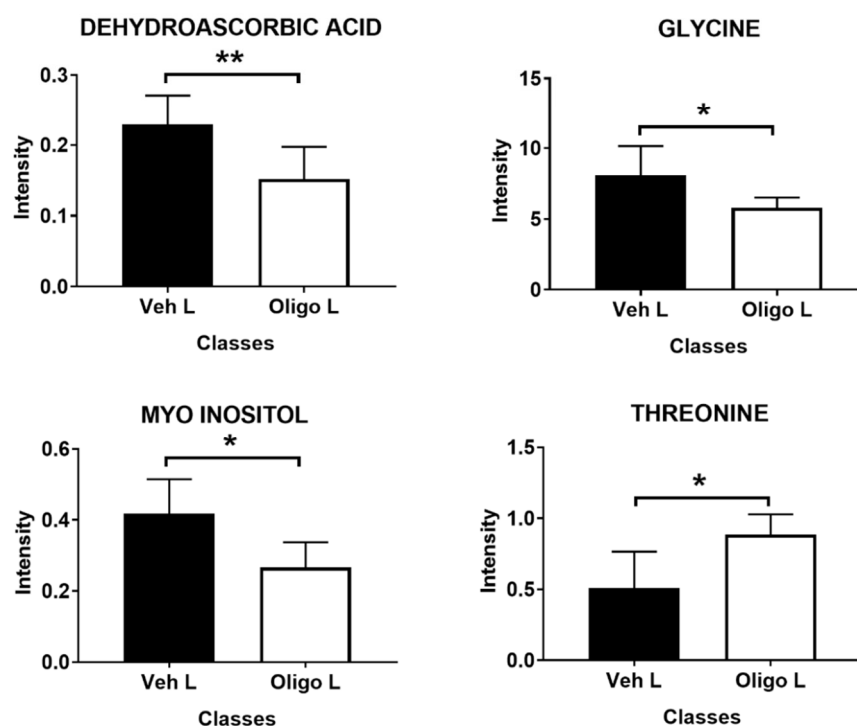 DEHYDROASCORBIC ACID
**
0.3
0.2
0.1
0.0
Intensity
Veh L Oligo L
Classes
GLYCINE
*
15
10
5
0
Intensity
Veh L Oligo L
Classes
MYO INOSITOL
*
0.6
0.4
0.2
0.0
Intensity
Veh L Oligo L
Classes
THREONINE
*
1.5
1.0
0.5
0.0
Intensity
Veh L Oligo L
Classes